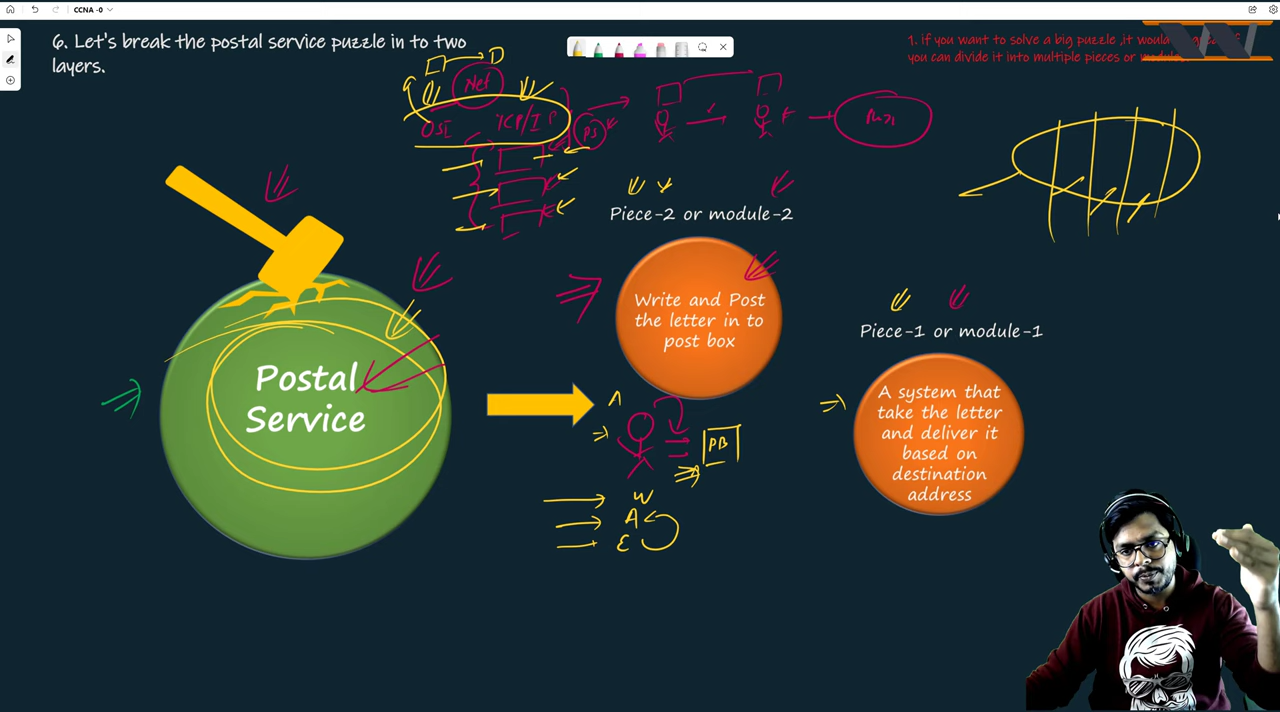 CCNA -0
6. Let's break the postal service puzzle in to two
layers.
1. if you want to solve a big puzzle ,it would
you can divide it into multiple pieces or
D
Net
OSI TCP/IP
PS
Piece-2 or module-2
Write and Post
the letter in to
post box
Piece-1 or module-1
A system that
take the letter
and deliver it
based on
destination
address
Postal
Service
A
PB
W
A
E